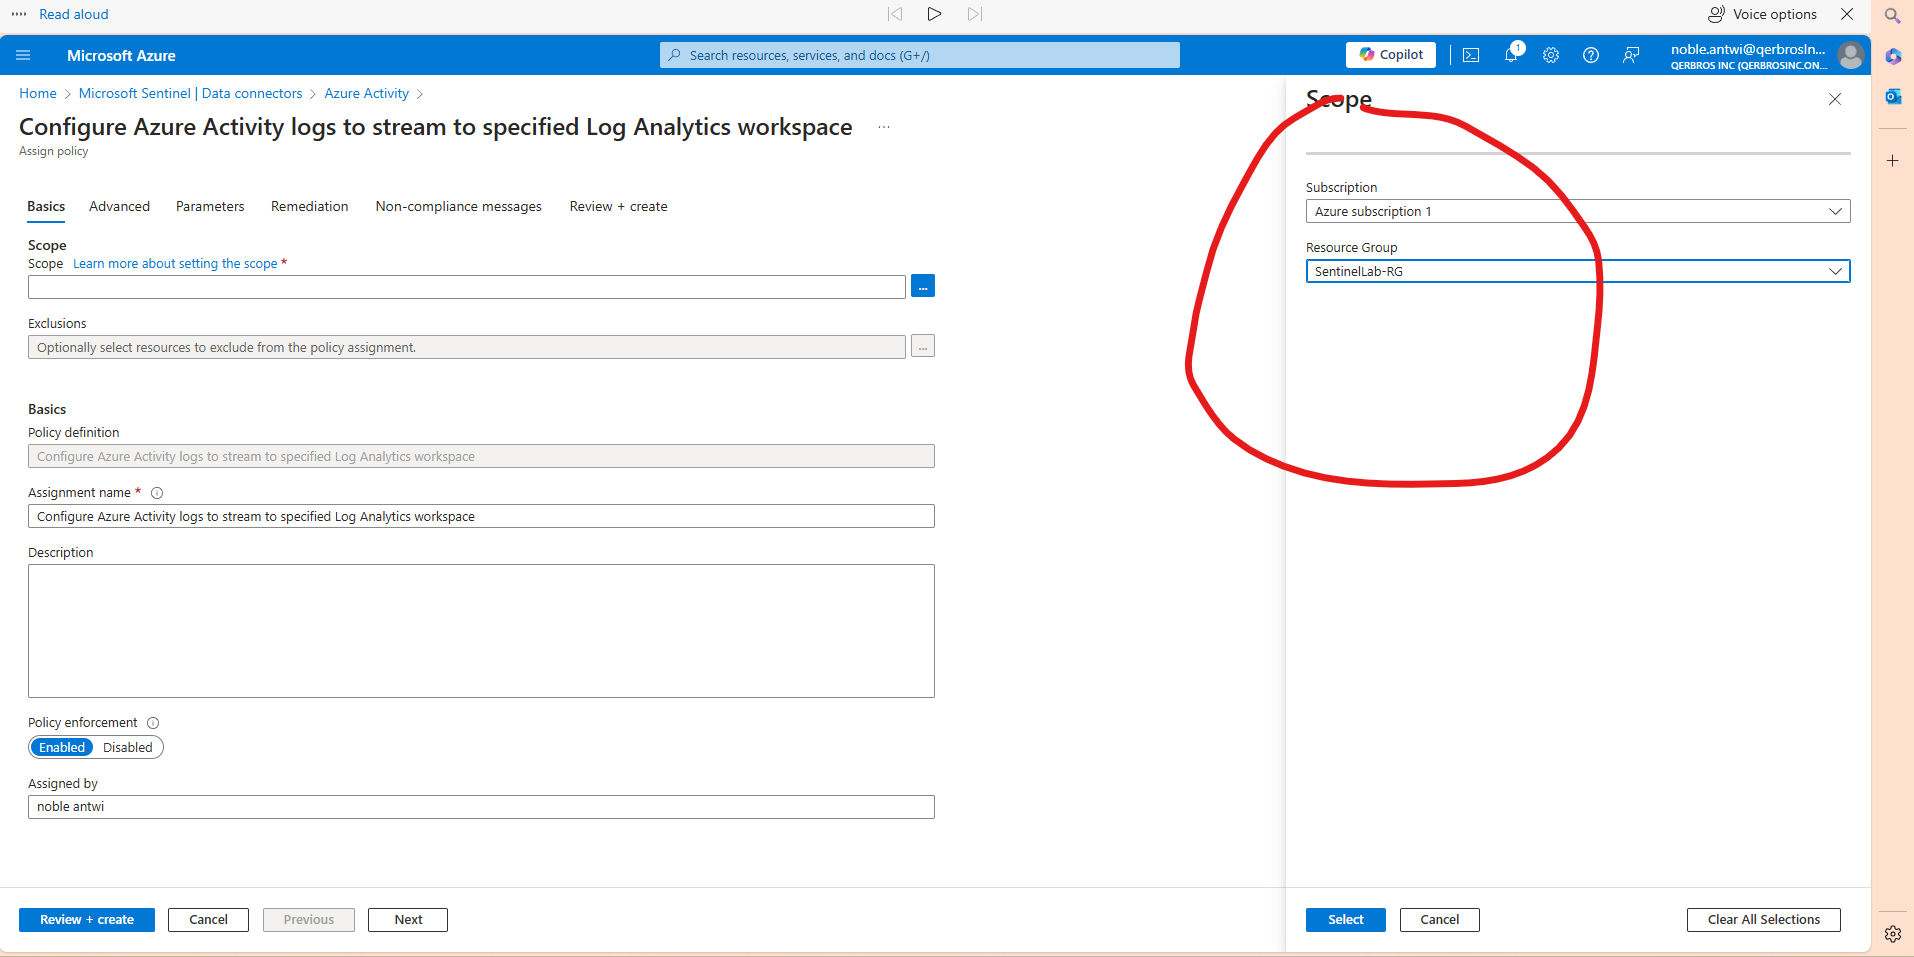 Read aloud
Voice options
Microsoft Azure
Search resources, services, and docs (G+/)
Copilot
1
noble.antwi@qerbrosIn...
QERBROS INC (QERBROSINC.ON...
Home > Microsoft Sentinel | Data connectors > Azure Activity >
Configure Azure Activity logs to stream to specified Log Analytics workspace ...
Assign policy
Basics Advanced Parameters Remediation Non-compliance messages Review + create
Scope
Scope Learn more about setting the scope *
...
Exclusions
Optionally select resources to exclude from the policy assignment.
...
Basics
Policy definition
Configure Azure Activity logs to stream to specified Log Analytics workspace
Assignment name *
Configure Azure Activity logs to stream to specified Log Analytics workspace
Description
Policy enforcement
Enabled Disabled
Assigned by
noble antwi
Review + create Cancel Previous Next
Scope
Subscription
Azure subscription 1
Resource Group
SentinelLab-RG
Select Cancel Clear All Selections